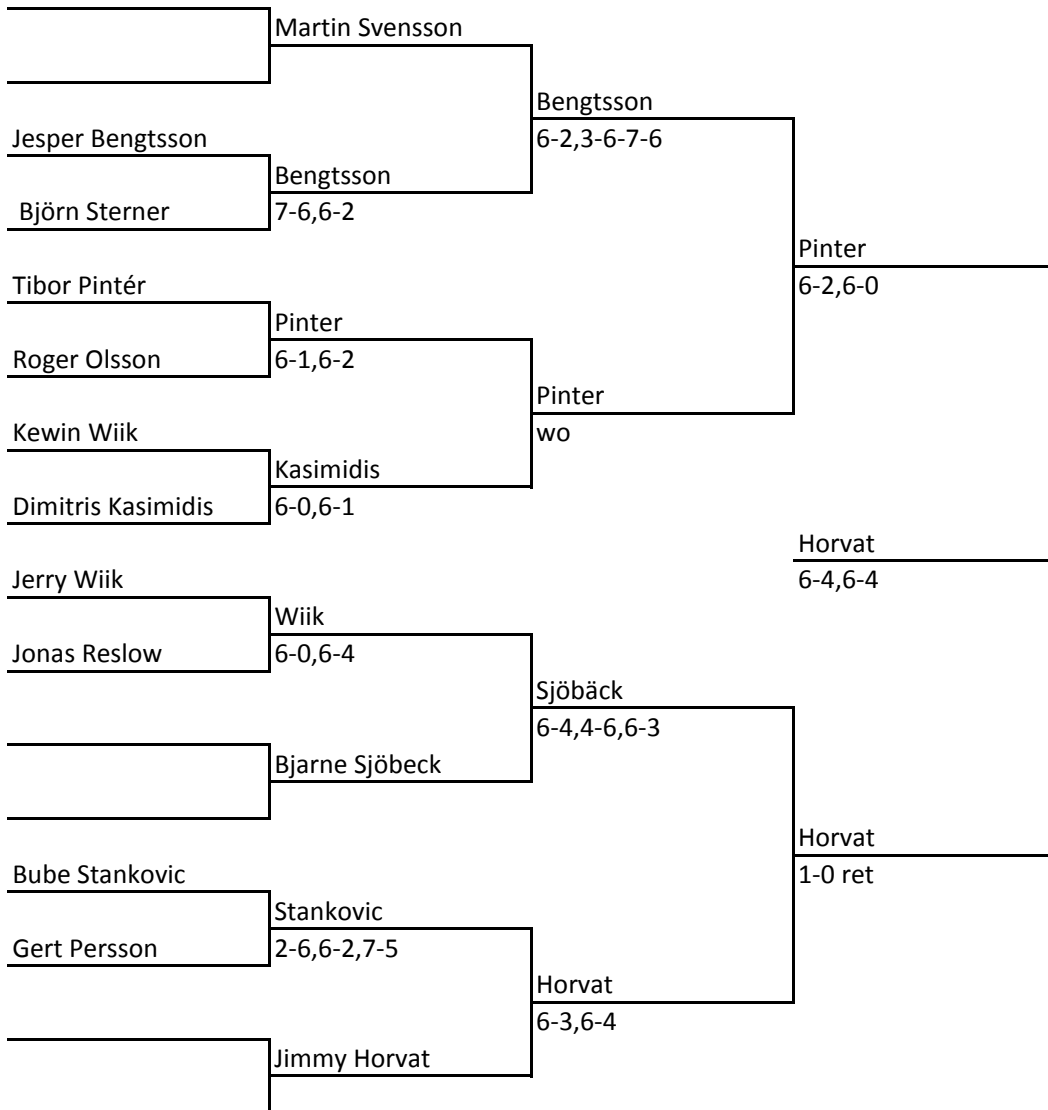 Martin Svensson
Bengtsson
6-2,3-6-7-6
Jesper Bengtsson
Bengtsson
7-6,6-2
Björn Sterner
Pinter
6-2,6-0
Tibor Pintér
Pinter
6-1,6-2
Roger Olsson
Pinter
wo
Kewin Wiik
Kasimidis
6-0,6-1
Dimitris Kasimidis
Horvat
6-4,6-4
Jerry Wiik
Wiik
6-0,6-4
Jonas Reslow
Sjöbäck
6-4,4-6,6-3
Bjarne Sjöbeck
Horvat
1-0 ret
Bube Stankovic
Stankovic
2-6,6-2,7-5
Gert Persson
Horvat
6-3,6-4
Jimmy Horvat